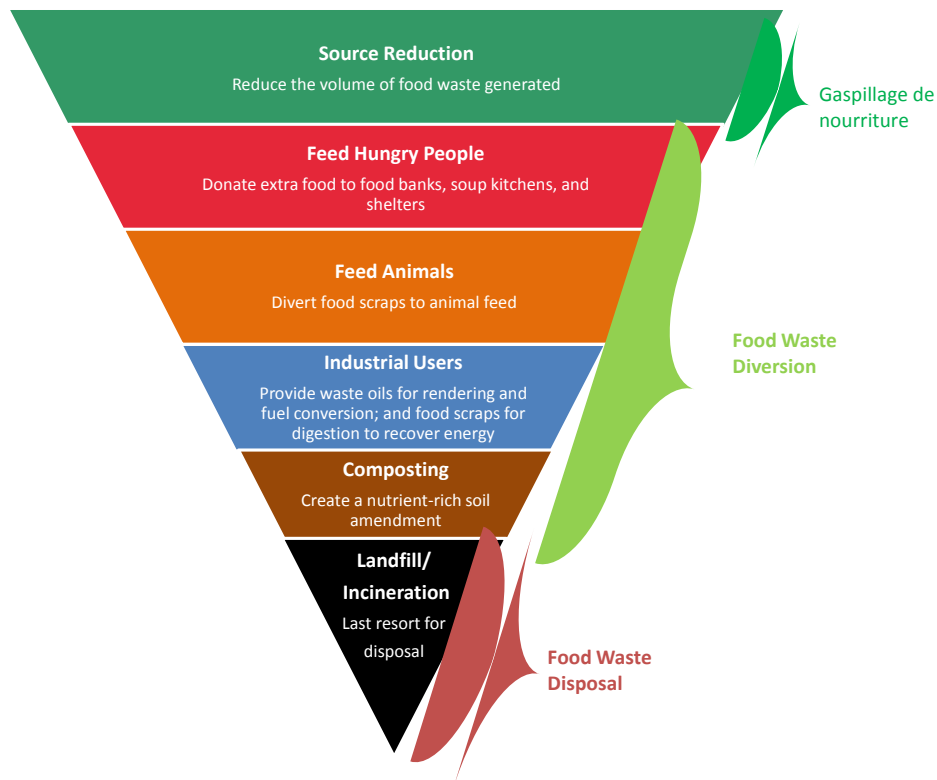 Source Reduction
Reduce the volume of food waste generated
Gaspillage de
nourriture
Feed Hungry People
Donate extra food to food banks, soup kitchens, and
shelters
Feed Animals
Divert food scraps to animal feed
Food Waste
Diversion
Industrial Users
Provide waste oils for rendering and
fuel conversion; and food scraps for
digestion to recover energy
Composting
Create a nutrient-rich soil
amendment
Landfill/
Incineration
Last resort for
disposal
Food Waste
Disposal